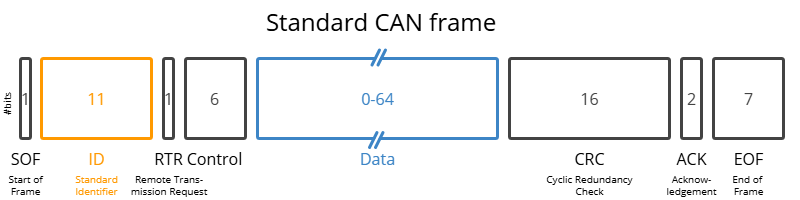 Standard CAN frame
#bits
1
11
1
6
0-64
16
2
7
SOF
ID
RTR
Control
Data
CRC
ACK
EOF
Start of
Frame
Standard
Identifier
Remote Trans-
mission Request
Cyclic Redundancy
Check
Acknow-
ledgement
End of
Frame